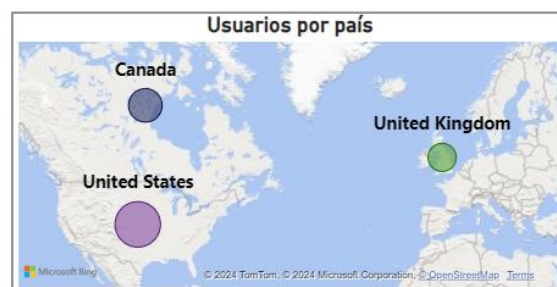 Usuarios por país
Canada
United Kingdom
United States
Microsoft Bing
© 2024 TomTom, © 2024 Microsoft Corporation, © OpenStreetMap Terms